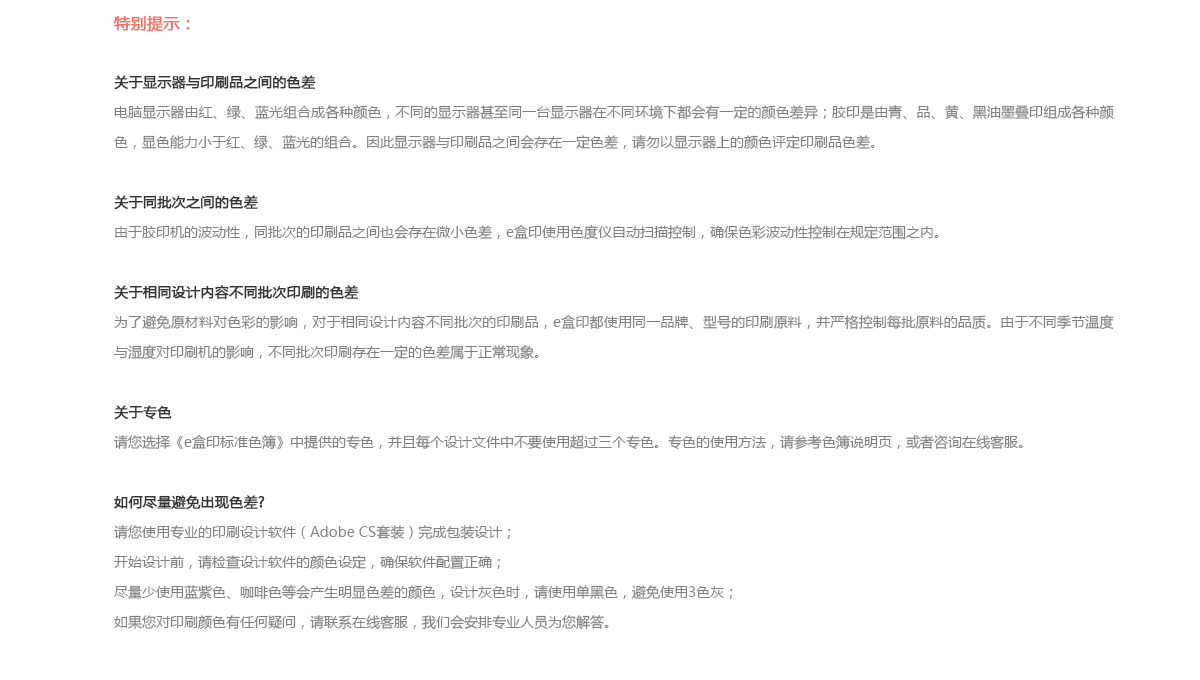 特别提示：
关于显示器与印刷品之间的色差
电脑显示器由红、绿、蓝光组合成各种颜色，不同的显示器甚至同一台显示器在不同环境下都会有一定的颜色差异；胶印是由青、品、黄、黑油墨叠印组成各种颜
色，显色能力小于红、绿、蓝光的组合。因此显示器与印刷品之间会存在一定色差，请勿以显示器上的颜色评定印刷品色差。
关于同批次之间的色差
由于胶印机的波动性，同批次的印刷品之间也会存在微小色差，e盒印使用色度仪自动扫描控制，确保色彩波动性控制在规定范围之内。
关于相同设计内容不同批次印刷的色差
为了避免原材料对色彩的影响，对于相同设计内容不同批次的印刷品，e盒印都使用同一品牌、型号的印刷原料，并严格控制每批原料的品质。由于不同季节温度
与湿度对印刷机的影响，不同批次印刷存在一定的色差属于正常现象。
关于专色
请您选择《e盒印标准色簿》中提供的专色，并且每个设计文件中不要使用超过三个专色。专色的使用方法，请参考色簿说明页，或者咨询在线客服。
如何尽量避免出现色差?
请您使用专业的印刷设计软件（Adobe CS套装）完成包装设计；
开始设计前，请检查设计软件的颜色设定，确保软件配置正确；
尽量少使用蓝紫色、咖啡色等会产生明显色差的颜色，设计灰色时，请使用单黑色，避免使用3色灰；
如果您对印刷颜色有任何疑问，请联系在线客服，我们会安排专业人员为您解答。